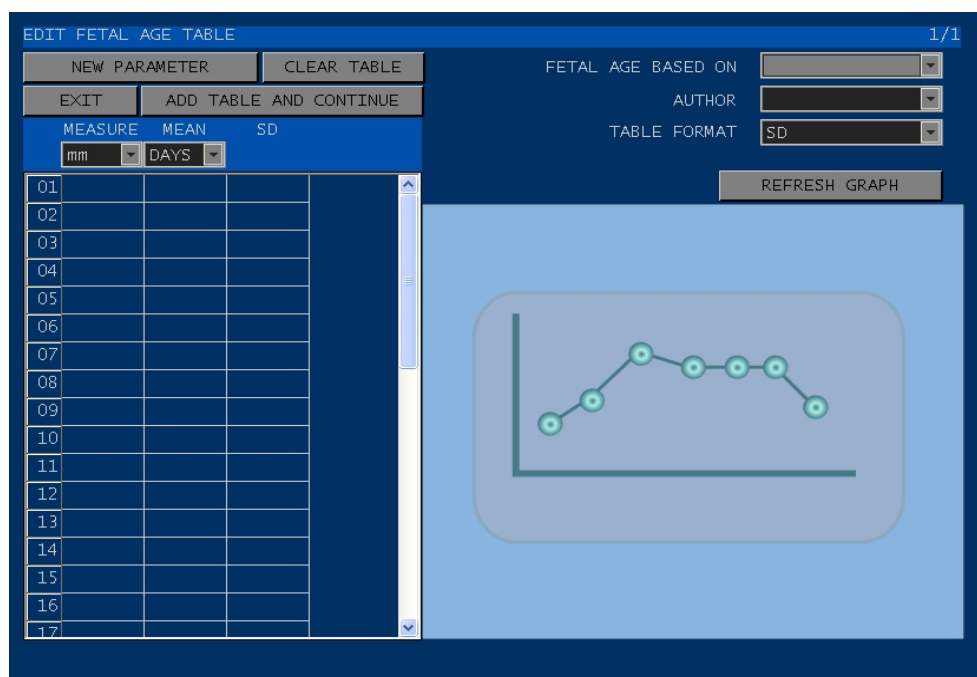 EDIT FETAL AGE TABLE 1/1
NEW PARAMETER CLEAR TABLE
EXIT ADD TABLE AND CONTINUE
MEASURE MEAN SD
mm DAYS
FETAL AGE BASED ON
AUTHOR
TABLE FORMAT SD
REFRESH GRAPH
01
02
03
04
05
06
07
08
09
10
11
12
13
14
15
16
17